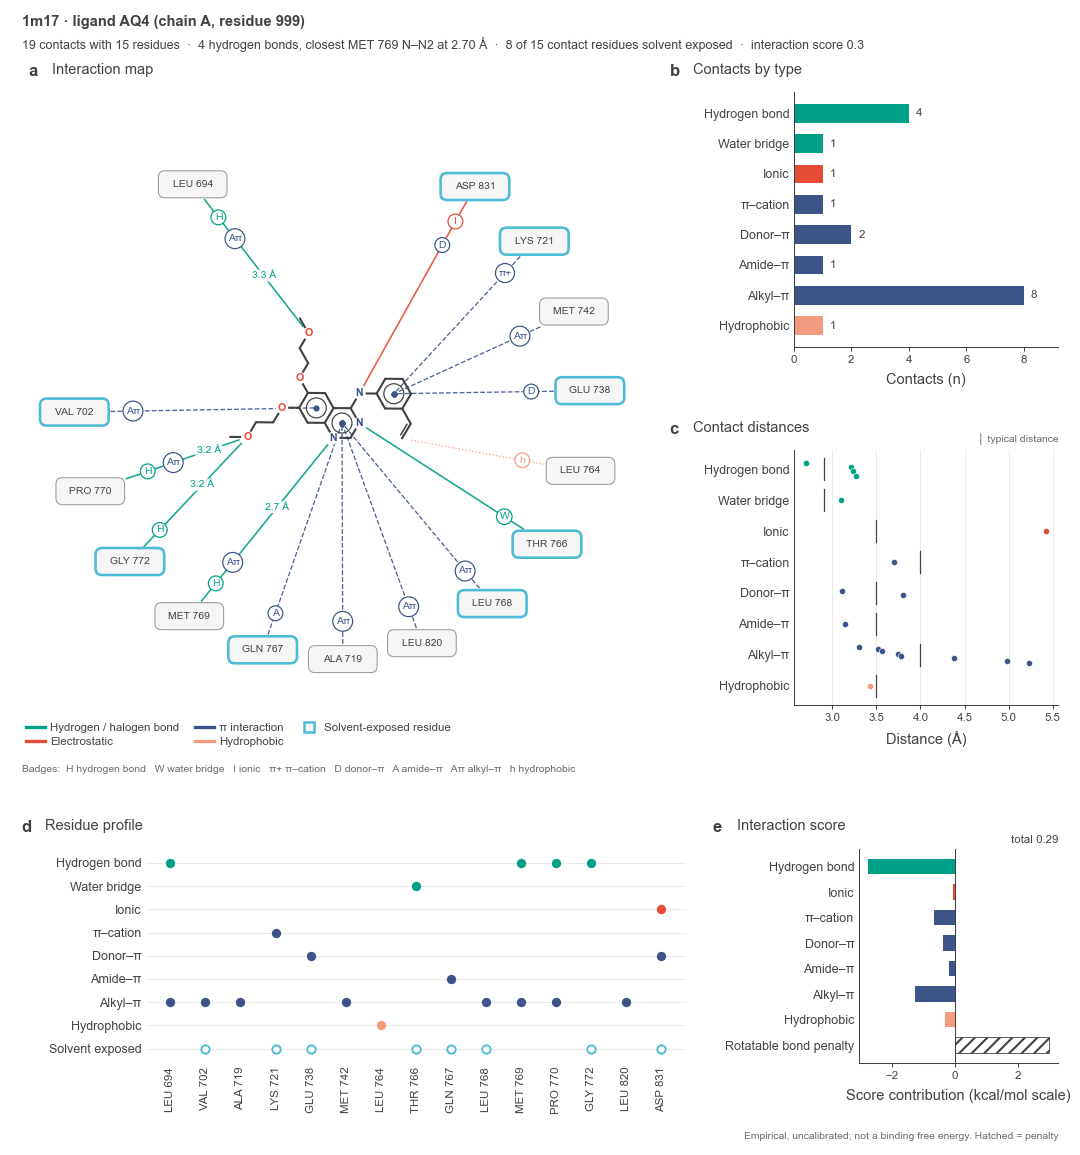 1m17 · ligand AQ4 (chain A, residue 999)
19 contacts with 15 residues · 4 hydrogen bonds, closest MET 769 N–N2 at 2.70 Å · 8 of 15 contact residues solvent exposed · interaction score 0.3
a Interaction map
LEU 694
ASP 831
H
I
Aπ
D
LYS 721
π+
3.3 Å
MET 742
Aπ
O
O
N
D
GLU 738
VAL 702
Aπ
O
N
O
N
3.2 Å
H
Aπ
h
LEU 764
PRO 770
3.2 Å
2.7 Å
W
H
THR 766
GLY 772
Aπ
Aπ
H
MET 769
LEU 768
A
Aπ
Aπ
GLN 767
LEU 820
ALA 719
Hydrogen / halogen bond
π interaction
Solvent-exposed residue
Electrostatic
Hydrophobic
Badges: H hydrogen bond W water bridge I ionic π+ π–cation D donor–π A amide–π Aπ alkyl–π h hydrophobic
b Contacts by type
Hydrogen bond 4
Water bridge 1
Ionic 1
π–cation 1
Donor–π 2
Amide–π 1
Alkyl–π 8
Hydrophobic 1
0 2 4 6 8
Contacts (n)
c Contact distances
typical distance
Hydrogen bond
Water bridge
Ionic
π–cation
Donor–π
Amide–π
Alkyl–π
Hydrophobic
3.0 3.5 4.0 4.5 5.0 5.5
Distance (Å)
d Residue profile
Hydrogen bond
Water bridge
Ionic
π–cation
Donor–π
Amide–π
Alkyl–π
Hydrophobic
Solvent exposed
LEU 694
VAL 702
ALA 719
LYS 721
GLU 738
MET 742
LEU 764
THR 766
GLN 767
LEU 768
MET 769
PRO 770
GLY 772
LEU 820
ASP 831
e Interaction score
total 0.29
Hydrogen bond
Ionic
π–cation
Donor–π
Amide–π
Alkyl–π
Hydrophobic
Rotatable bond penalty
−2 0 2
Score contribution (kcal/mol scale)
Empirical, uncalibrated; not a binding free energy. Hatched = penalty